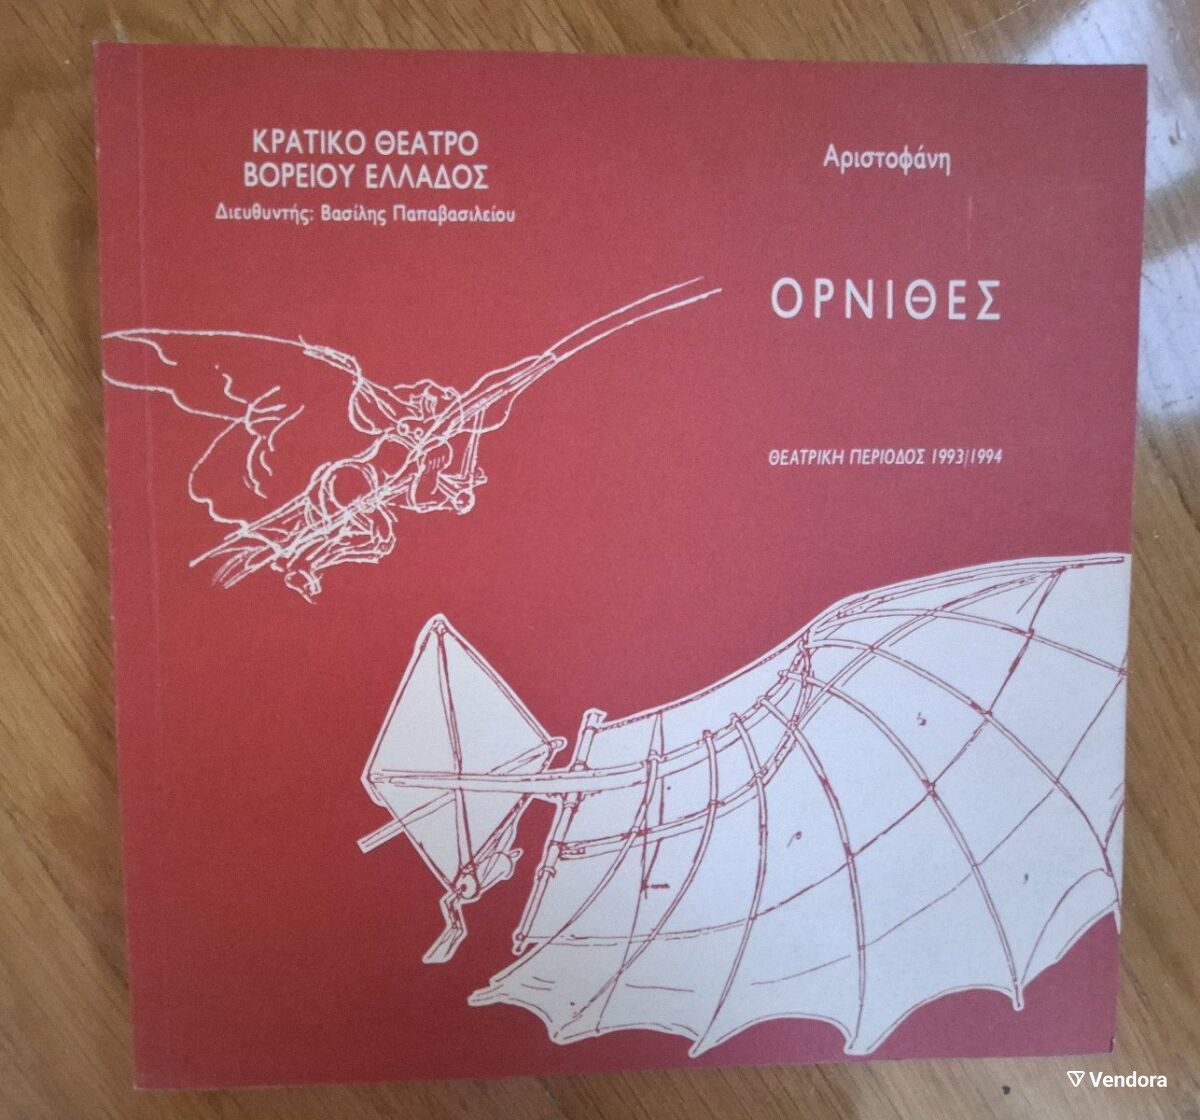 ΚΡΑΤΙΚΟ ΘΕΑΤΡΟ
ΒΟΡΕΙΟΥ ΕΛΛΑΔΟΣ
Διευθυντής: Βασίλης Παπαβασιλείου
Αριστοφάνη
ΟΡΝΙΘΕΣ
ΘΕΑΤΡΙΚΗ ΠΕΡΙΟΔΟΣ 1993|1994
Vendora